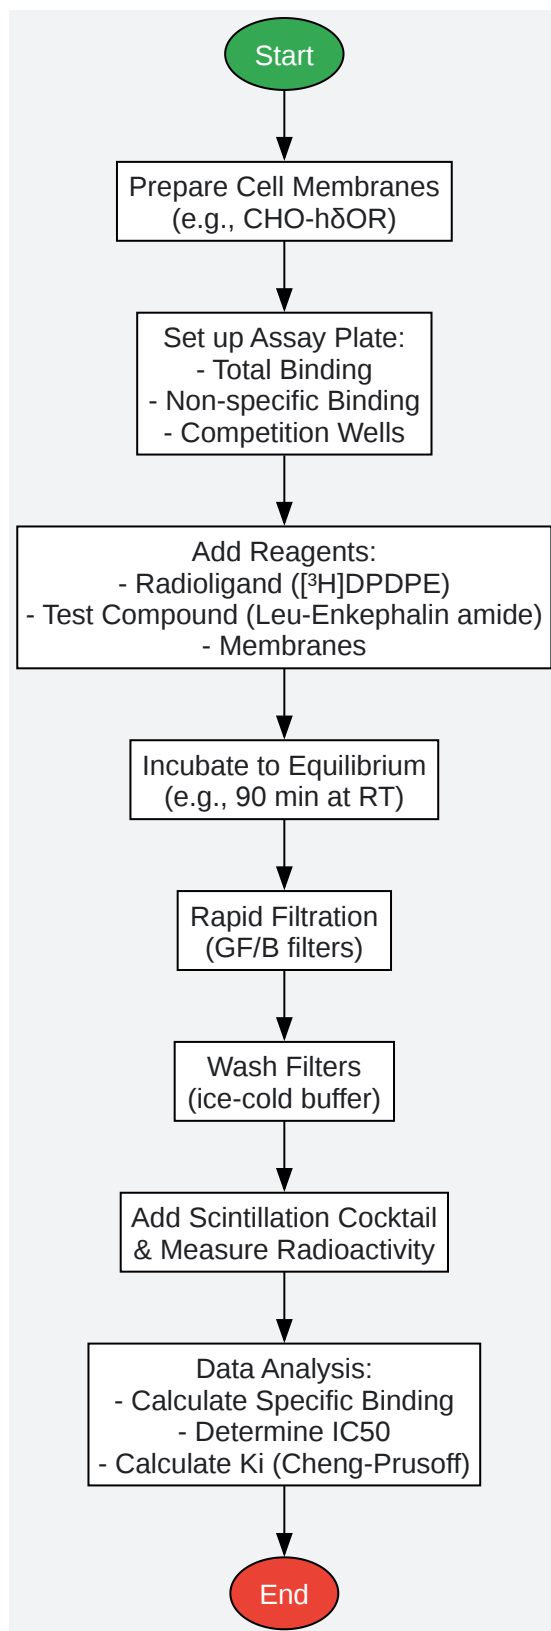 Start
Prepare Cell Membranes
(e.g., CHO-hδOR)
Set up Assay Plate:
- Total Binding
- Non-specific Binding
- Competition Wells
Add Reagents:
- Radioligand ([³H]DPDPE)
- Test Compound (Leu-Enkephalin amide)
- Membranes
Incubate to Equilibrium
(e.g., 90 min at RT)
Rapid Filtration
(GF/B filters)
Wash Filters
(ice-cold buffer)
Add Scintillation Cocktail
& Measure Radioactivity
Data Analysis:
- Calculate Specific Binding
- Determine IC50
- Calculate Ki (Cheng-Prusoff)
End